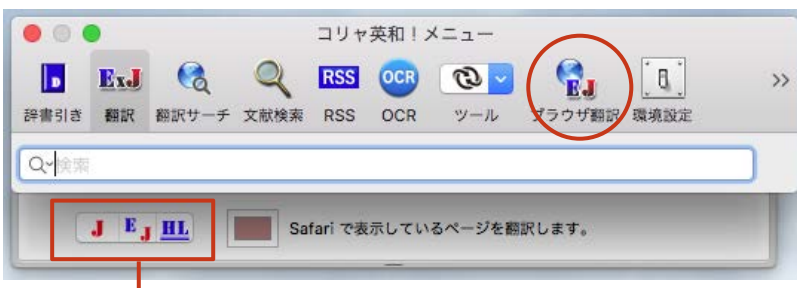 コリャ英和！メニュー
D ExJ RSS OCR EJ
辞書引き 翻訳 翻訳サーチ 文献検索 RSS OCR ツール ブラウザ翻訳 環境設定 >>
検索
J EJ HL Safari で表示しているページを翻訳します。